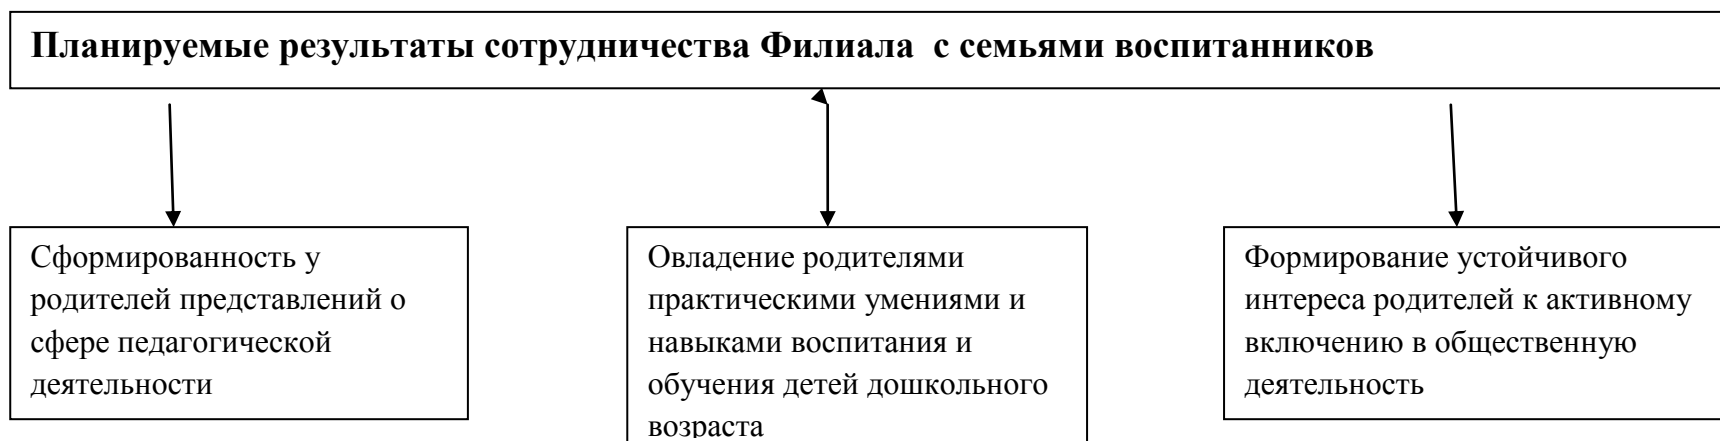 Планируемые результаты сотрудничества Филиала с семьями воспитанников
Сформированность у
родителей представлений о
сфере педагогической
деятельности
Овладение родителями
практическими умениями и
навыками воспитания и
обучения детей дошкольного
возраста
Формирование устойчивого
интереса родителей к активному
включению в общественную
деятельность